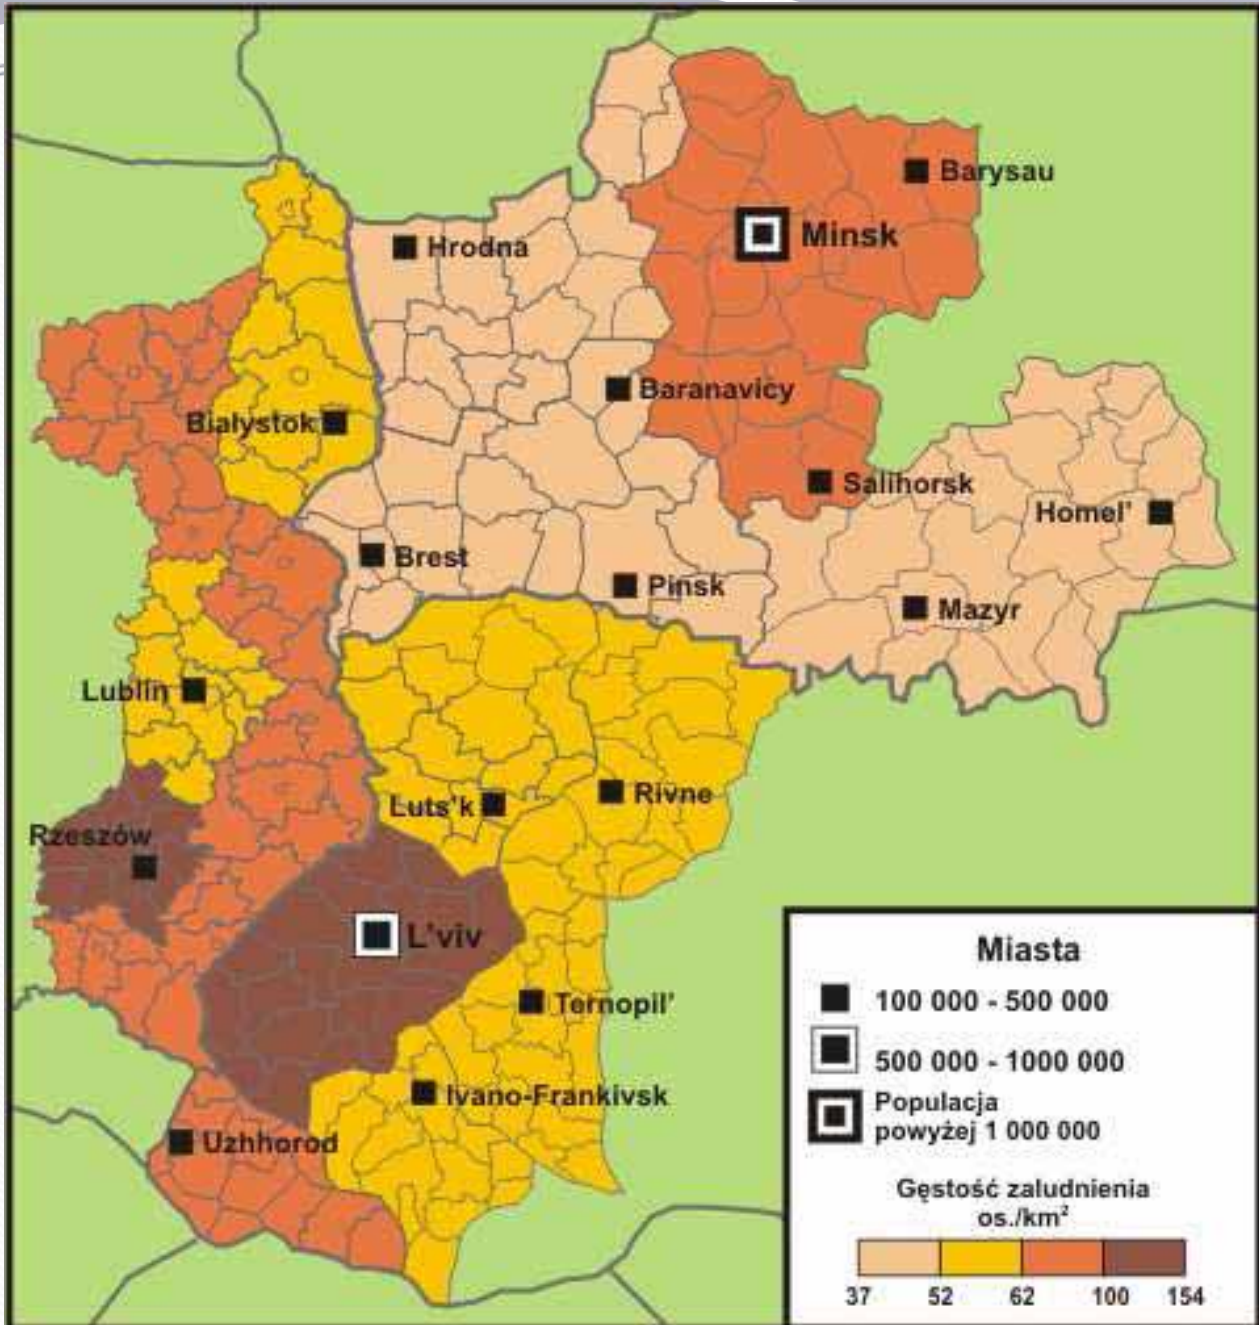 Barysau
Minsk
Hrodna
Baranavicy
Białystok
Salihorsk
Homel'
Brest
Pinsk
Mazyr
Lublin
Luts'k
Rivne
Rzeszów
L'viv
Ternopil'
Ivano-Frankivsk
Uzhhorod
Miasta
100 000 - 500 000
500 000 - 1000 000
Populacja
powyżej 1 000 000
Gęstość zaludnienia
os./km²
37 52 62 100 154